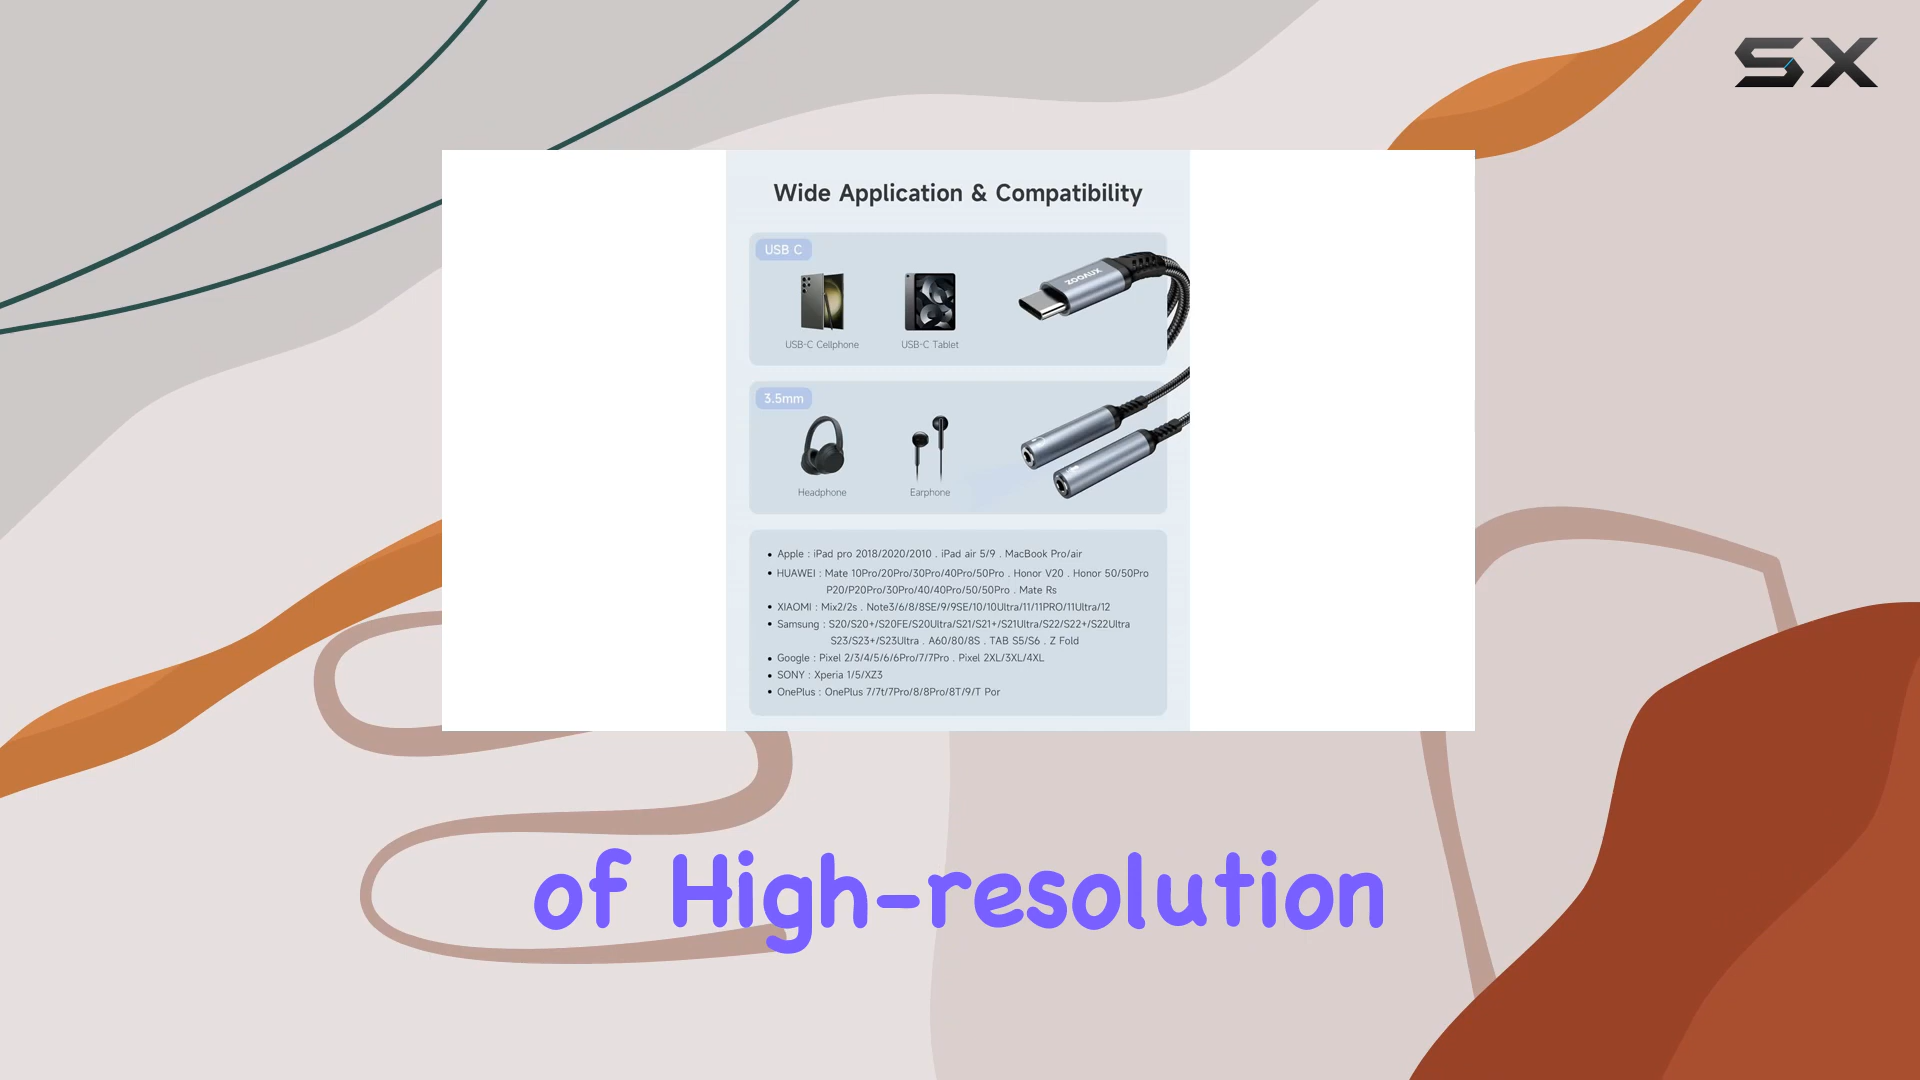 SX
Wide Application & Compatibility
USB C
ZOOAUX
USB-C Cellphone
USB-C Tablet
3.5mm
Headphone
Earphone
• Apple : iPad pro 2018/2020/2010 . iPad air 5/9 . MacBook Pro/air
• HUAWEI : Mate 10Pro/20Pro/30Pro/40Pro/50Pro . Honor V20 . Honor 50/50Pro
P20/P20Pro/30Pro/40/40Pro/50/50Pro . Mate Rs
• XIAOMI : Mix2/2s . Note3/6/8/8SE/9/9SE/10/10Ultra/11/11PRO/11Ultra/12
• Samsung : S20/S20+/S20FE/S20Ultra/S21/S21+/S21Ultra/S22/S22+/S22Ultra
S23/S23+/S23Ultra . A60/80/8S . TAB S5/S6 . Z Fold
• Google : Pixel 2/3/4/5/6/6Pro/7/7Pro . Pixel 2XL/3XL/4XL
• SONY : Xperia 1/5/XZ3
• OnePlus : OnePlus 7/7t/7Pro/8/8Pro/8T/9/T Por
of High-resolution